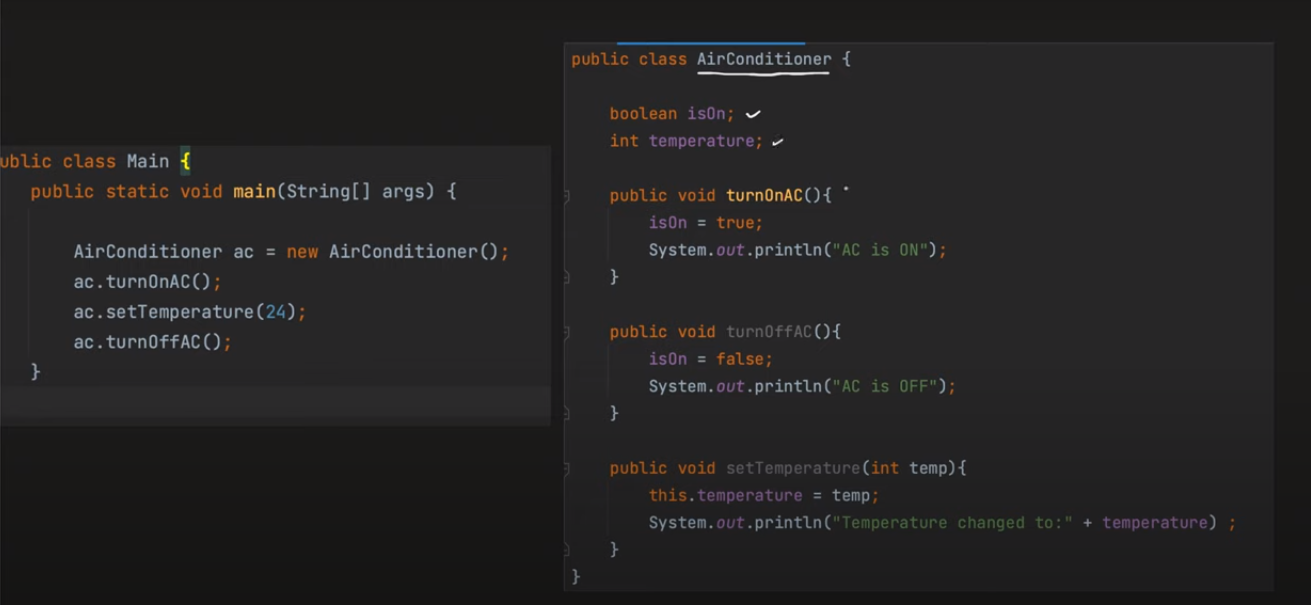 ublic class Main {
public static void main(String[] args) {
AirConditioner ac = new AirConditioner();
ac.turnOnAC();
ac.setTemperature(24);
ac.turnOffAC();
}
public class AirConditioner {
boolean isOn;
int temperature;
public void turnOnAC(){
isOn = true;
System.out.println("AC is ON");
}
public void turnOffAC(){
isOn = false;
System.out.println("AC is OFF");
}
public void setTemperature(int temp){
this.temperature = temp;
System.out.println("Temperature changed to:" + temperature) ;
}
}